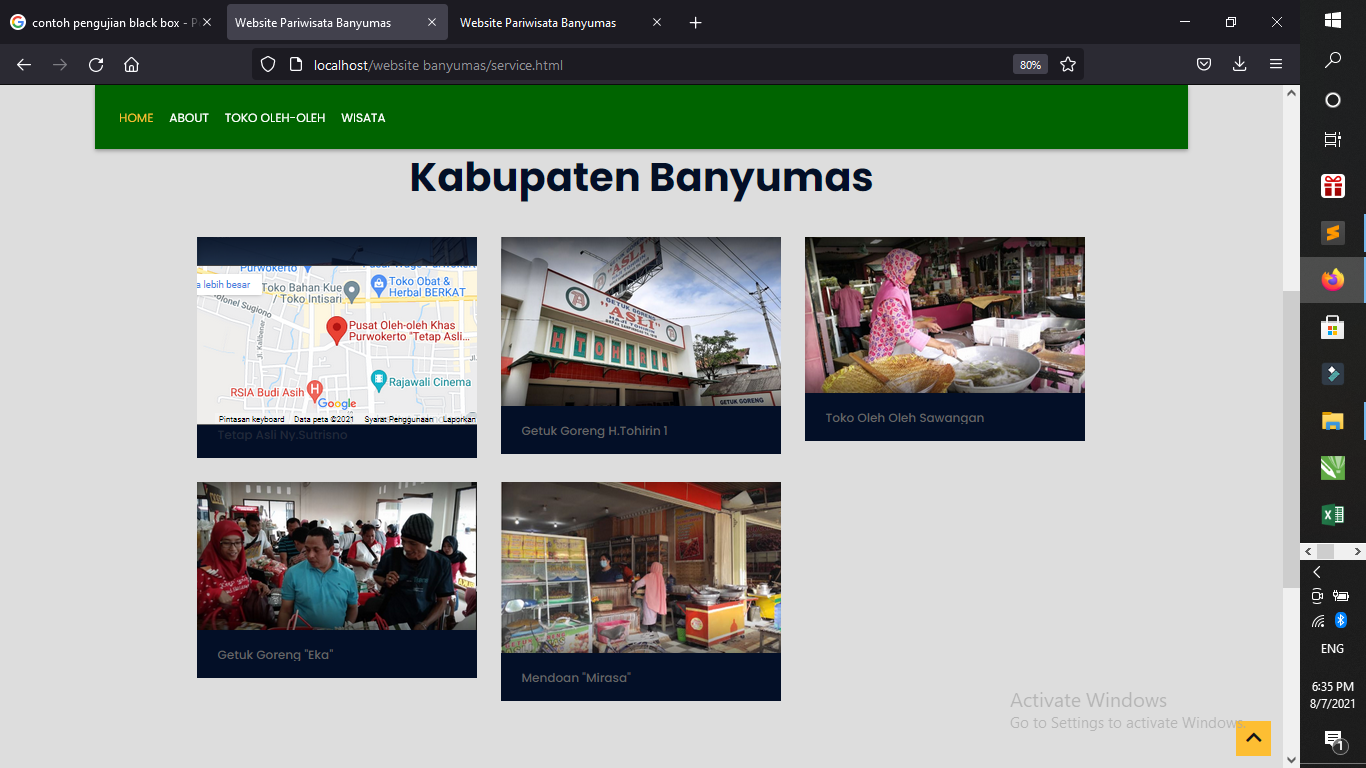 contoh pengujian black box - P
Website Pariwisata Banyumas
Website Pariwisata Banyumas
localhost/website banyumas/service.html
80%
HOME ABOUT TOKO OLEH-OLEH WISATA
Kabupaten Banyumas
Purwokerto
a lebih besar
Toko Bahan Kue
/ Toko Intisari
Toko Obat &
Herbal BERKAT
Jl. Kalibener
Pusat Oleh-oleh Khas
Purwokerto "Tetap Asli...
RSIA Budi Asih
Rajawali Cinema
Google
Pintasan keyboard Data peta ©2021 Syarat Penggunaan Laporkan
Tetap Asli Ny.Sutrisno
ASLI
GETUK GORENG
"ASLI"
H TOHIRIN
GETUK GORENG
Getuk Goreng H.Tohirin 1
Toko Oleh Oleh Sawangan
Getuk Goreng "Eka"
Mendoan "Mirasa"
Activate Windows
Go to Settings to activate Windows.
ENG
6:35 PM
8/7/2021
1